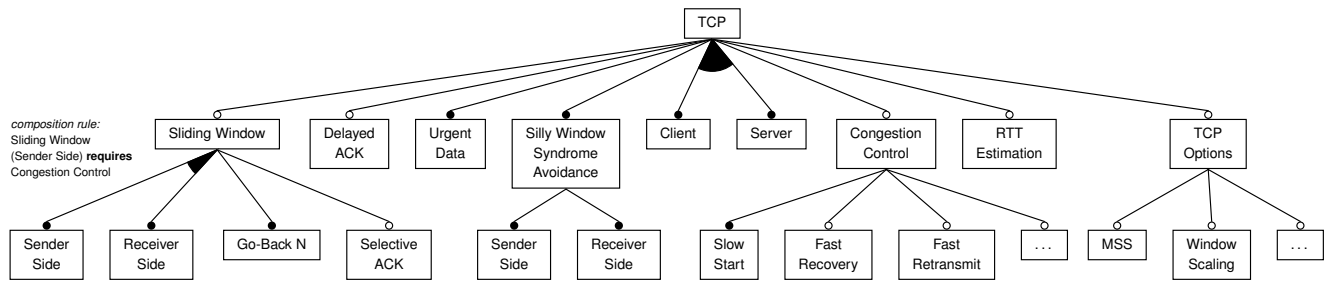 TCP
composition rule:
Sliding Window
(Sender Side) requires
Congestion Control
Sliding Window
Delayed
ACK
Urgent
Data
Silly Window
Syndrome
Avoidance
Client
Server
Congestion
Control
RTT
Estimation
TCP
Options
Sender
Side
Receiver
Side
Go-Back N
Selective
ACK
Sender
Side
Receiver
Side
Slow
Start
Fast
Recovery
Fast
Retransmit
...
MSS
Window
Scaling
...